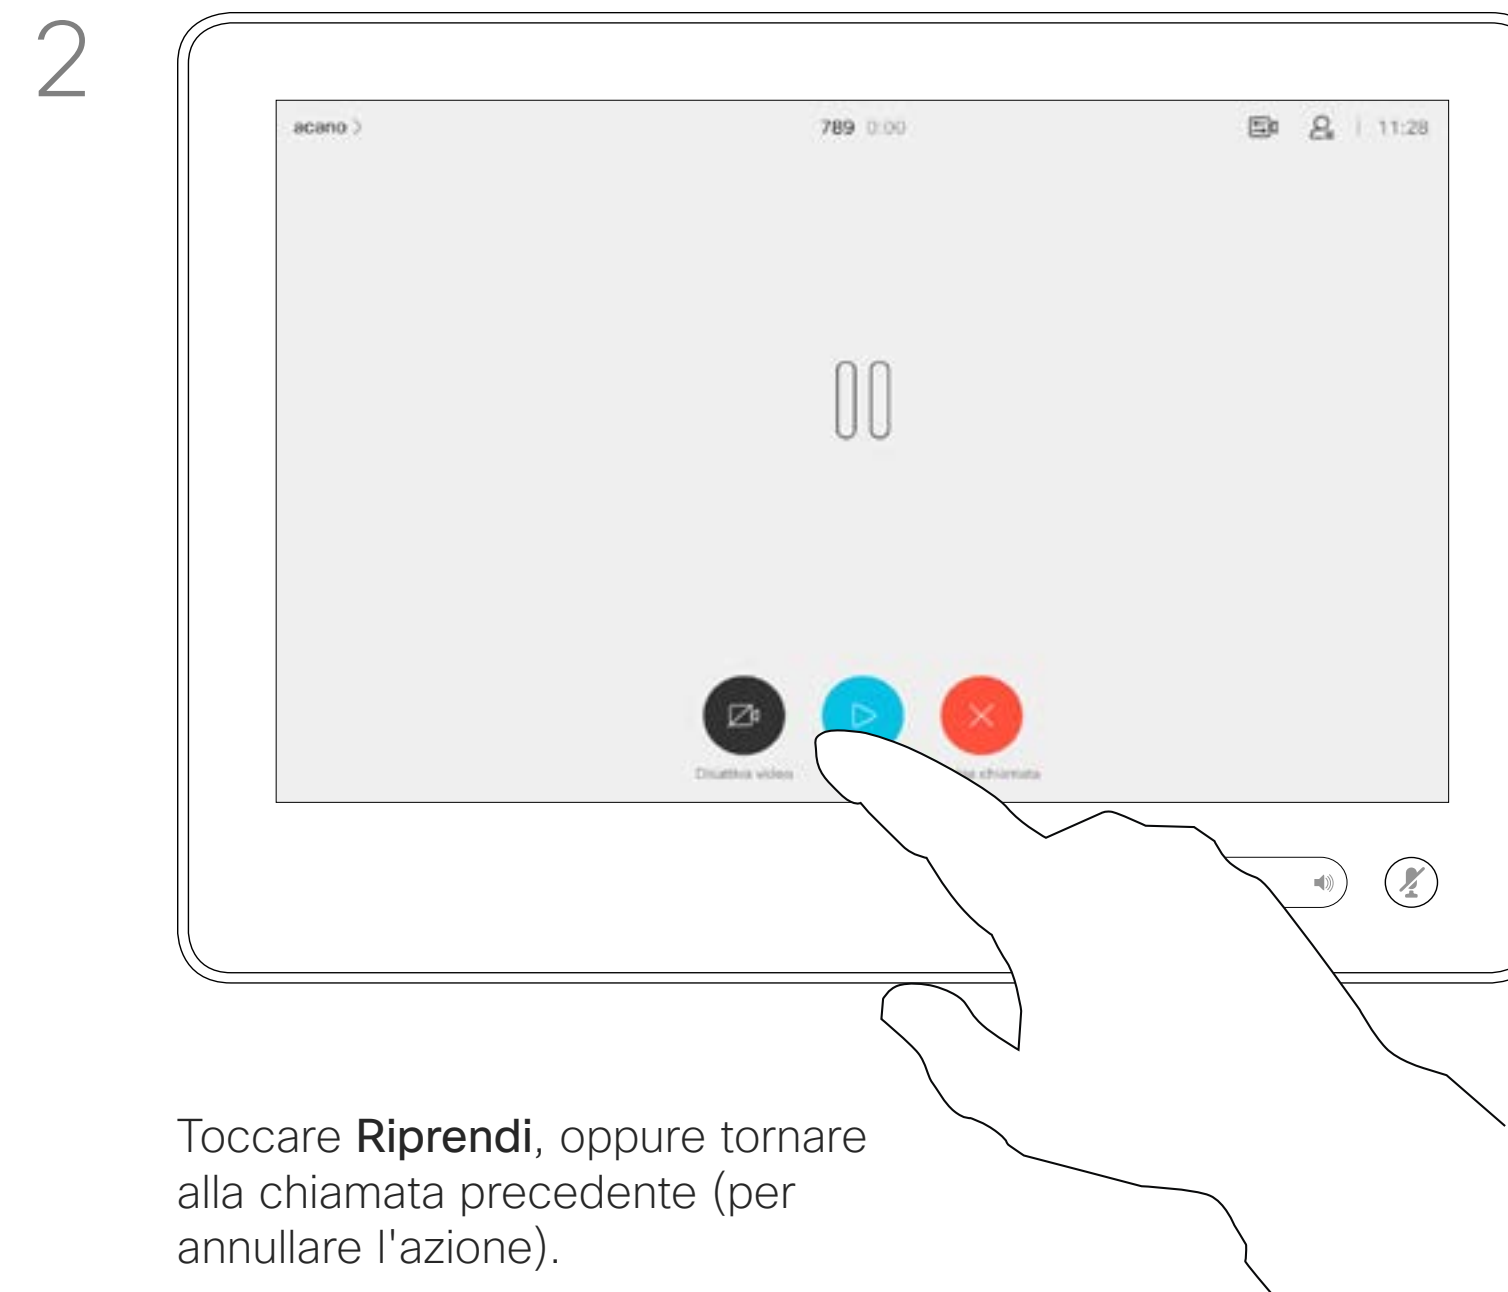 2
acano >
789 0:00
11:28
Disattiva video
chiamata
Toccare Riprendi, oppure tornare
alla chiamata precedente (per
annullare l'azione).